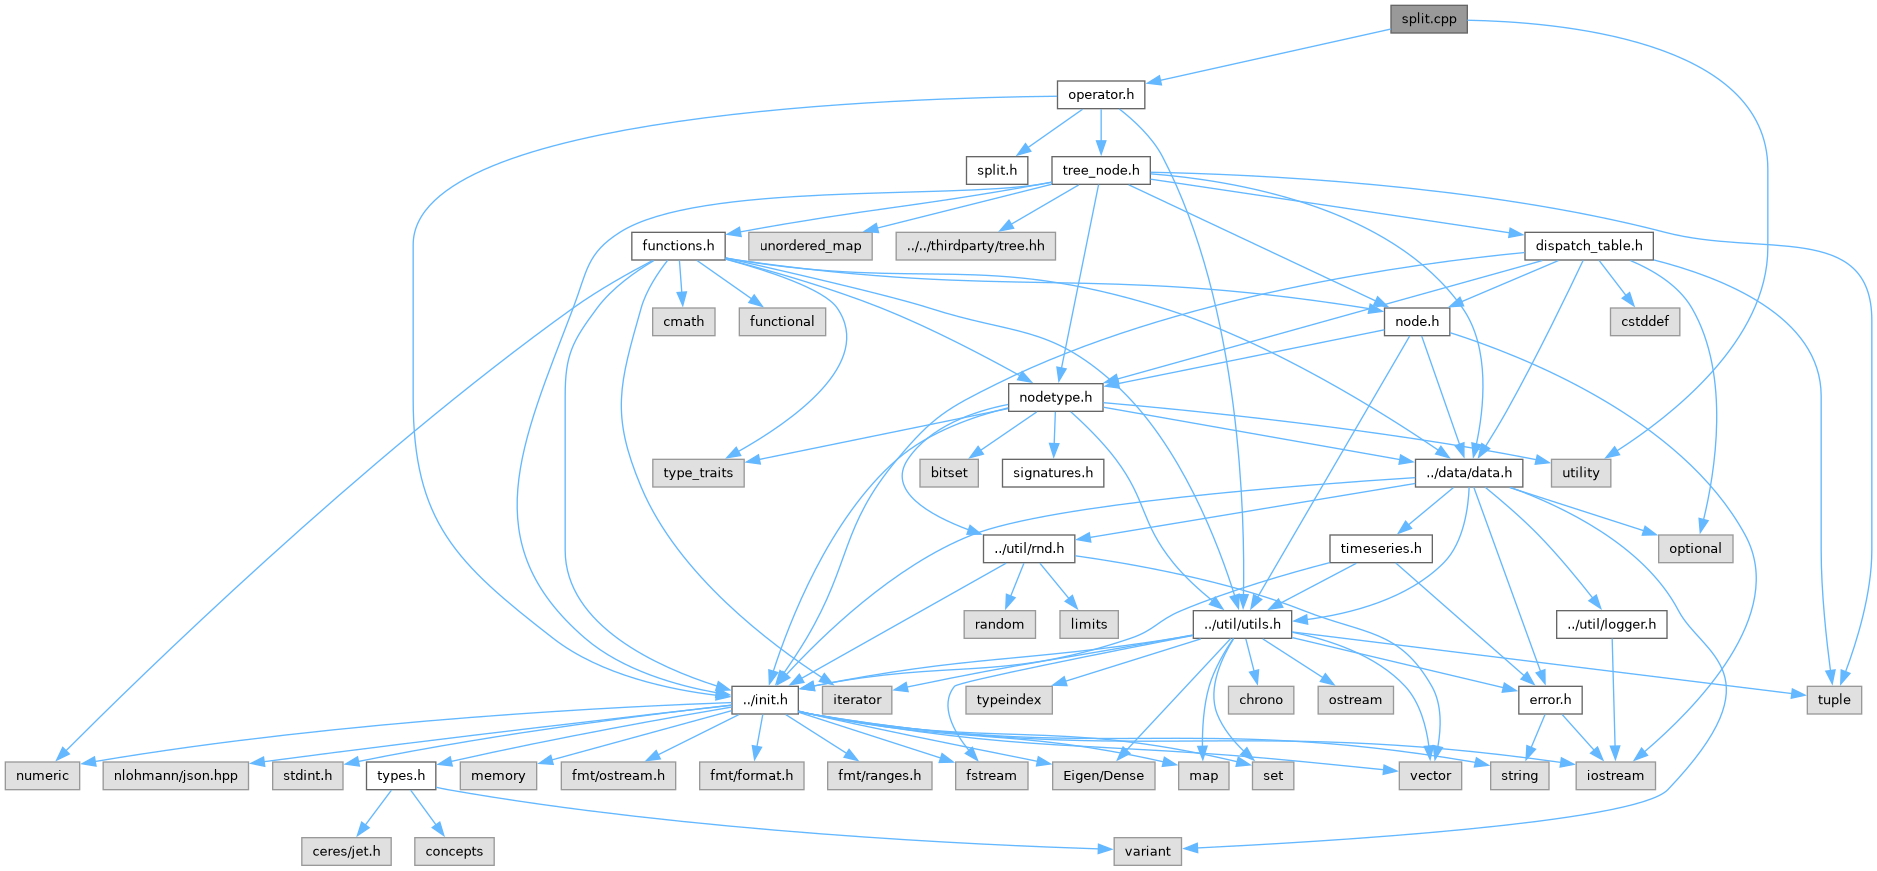 split.cpp
operator.h
split.h
tree_node.h
functions.h
unordered_map
../../thirdparty/tree.hh
dispatch_table.h
cmath
functional
node.h
cstddef
nodetype.h
type_traits
bitset
signatures.h
../data/data.h
utility
../util/rnd.h
timeseries.h
optional
random
limits
../util/utils.h
../util/logger.h
../init.h
iterator
typeindex
chrono
ostream
error.h
tuple
numeric
nlohmann/json.hpp
stdint.h
types.h
memory
fmt/ostream.h
fmt/format.h
fmt/ranges.h
fstream
Eigen/Dense
map
set
vector
string
iostream
ceres/jet.h
concepts
variant